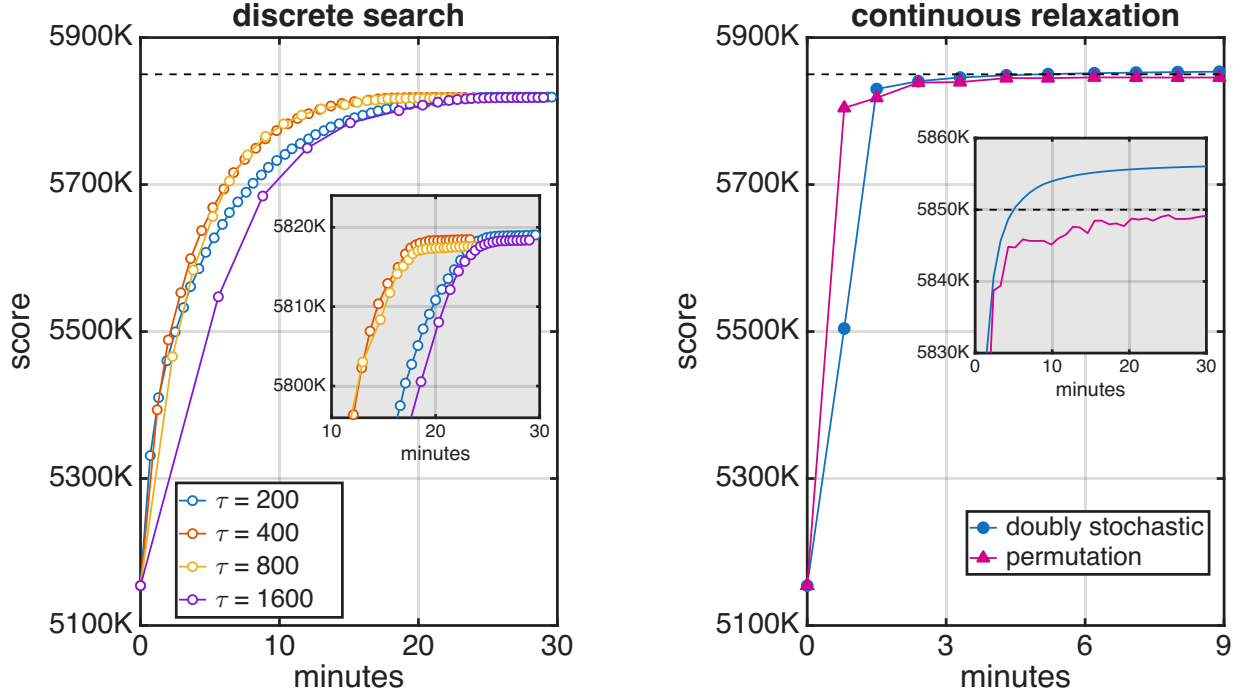 discrete search
5900K
5700K
5500K
5300K
5100K
score
0
10
20
30
minutes
5820K
5810K
5800K
10
20
30
minutes
τ = 200
τ = 400
τ = 800
τ = 1600
continuous relaxation
5900K
5700K
5500K
5300K
5100K
score
0
3
6
9
minutes
5860K
5850K
5840K
5830K
0
10
20
30
minutes
doubly stochastic
permutation